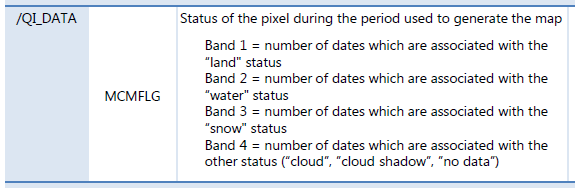 /QI_DATA
Status of the pixel during the period used to generate the map
MCMFLG
Band 1 = number of dates which are associated with the
“land" status
Band 2 = number of dates which are associated with the
“water" status
Band 3 = number of dates which are associated with the
“snow" status
Band 4 = number of dates which are associated with the
other status (“cloud”, “cloud shadow”, “no data”)